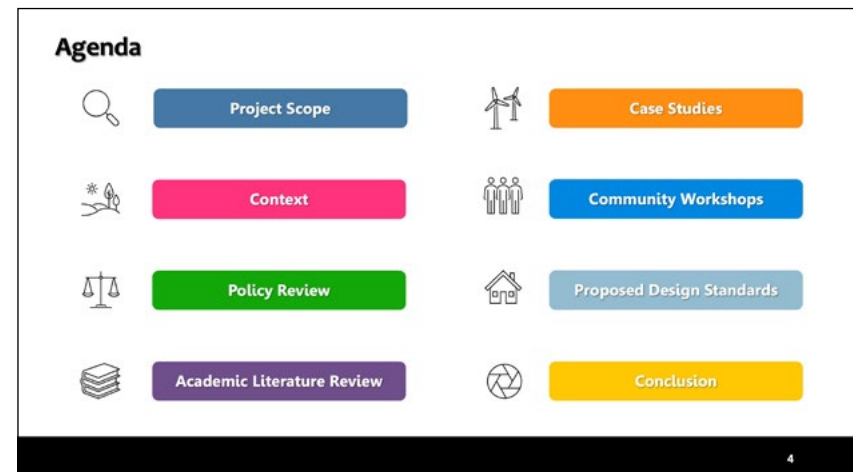 Agenda
Project Scope
Context
Policy Review
Academic Literature Review
Case Studies
Community Workshops
Proposed Design Standards
Conclusion
4